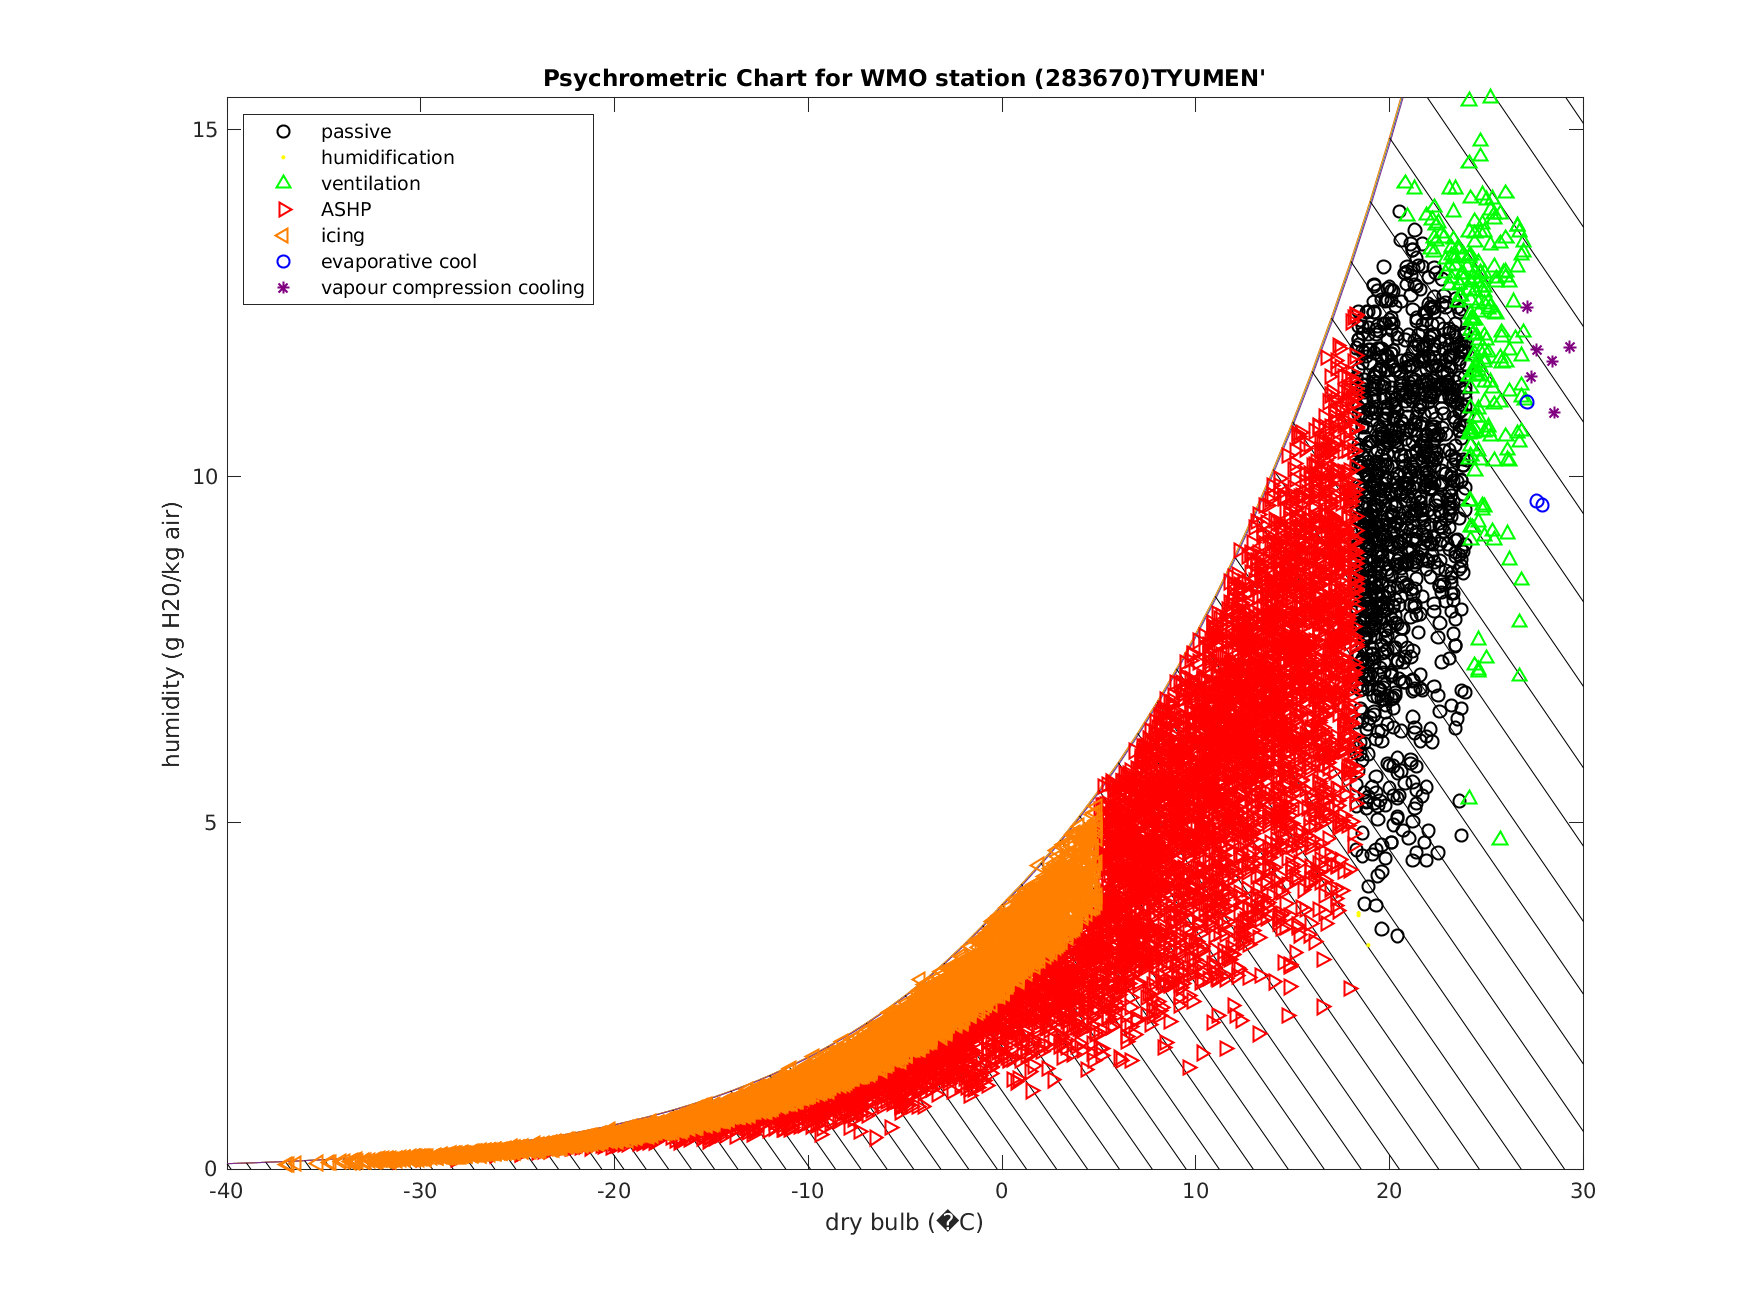 Psychrometric Chart for WMO station (283670)TYUMEN'
passive
humidification
ventilation
ASHP
icing
evaporative cool
vapour compression cooling
humidity (g H20/kg air)
15
10
5
0
-40 -30 -20 -10 0 10 20 30
dry bulb (�C)